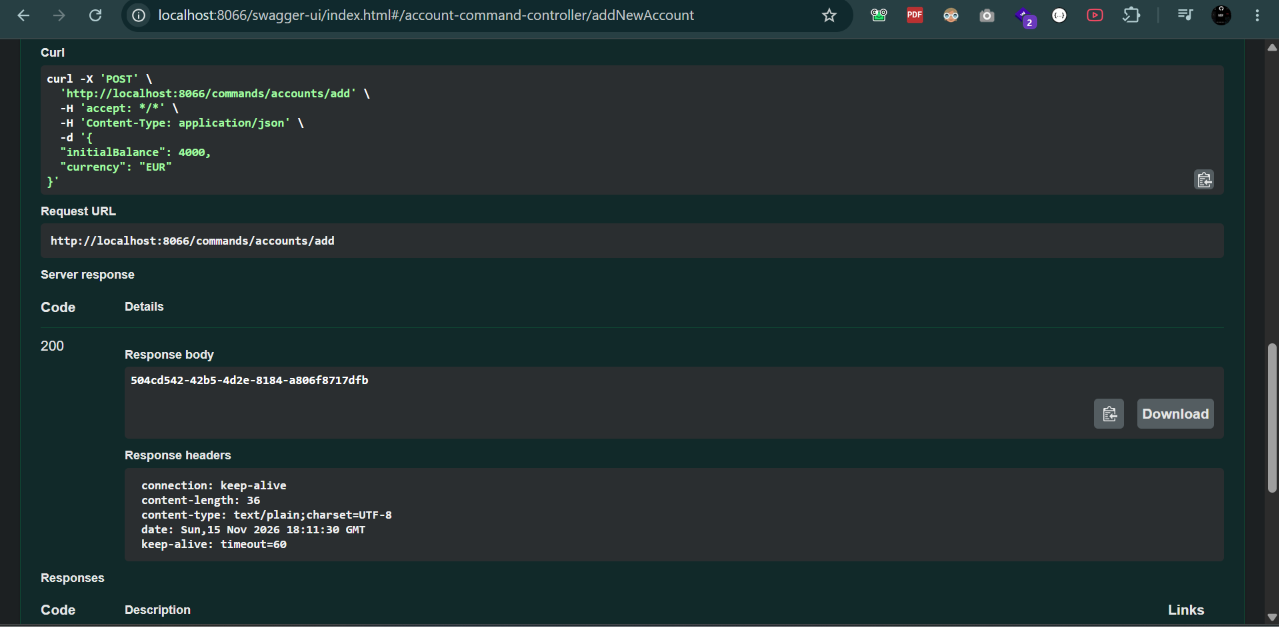 localhost:8066/swagger-ui/index.html#/account-command-controller/addNewAccount
PDF
2
Curl
curl -X 'POST' \
  'http://localhost:8066/commands/accounts/add' \
  -H 'accept: */*' \
  -H 'Content-Type: application/json' \
  -d '{
  "initialBalance": 4000,
  "currency": "EUR"
}'
Request URL
http://localhost:8066/commands/accounts/add
Server response
Code Details
200
Response body
504cd542-42b5-4d2e-8184-a806f8717dfb
Download
Response headers
connection: keep-alive
content-length: 36
content-type: text/plain;charset=UTF-8
date: Sun,15 Nov 2026 18:11:30 GMT
keep-alive: timeout=60
Responses
Code Description Links